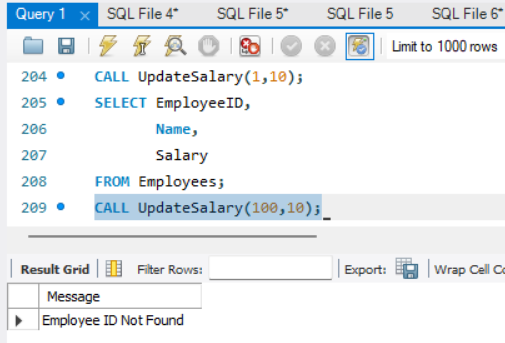 Query 1 × SQL File 4* SQL File 5* SQL File 5 SQL File 6*
Limit to 1000 rows
204 CALL UpdateSalary(1,10);
205 SELECT EmployeeID,
206 Name,
207 Salary
208 FROM Employees;
209 CALL UpdateSalary(100,10);
Result Grid Filter Rows: Export: Wrap Cell Co
Message
Employee ID Not Found